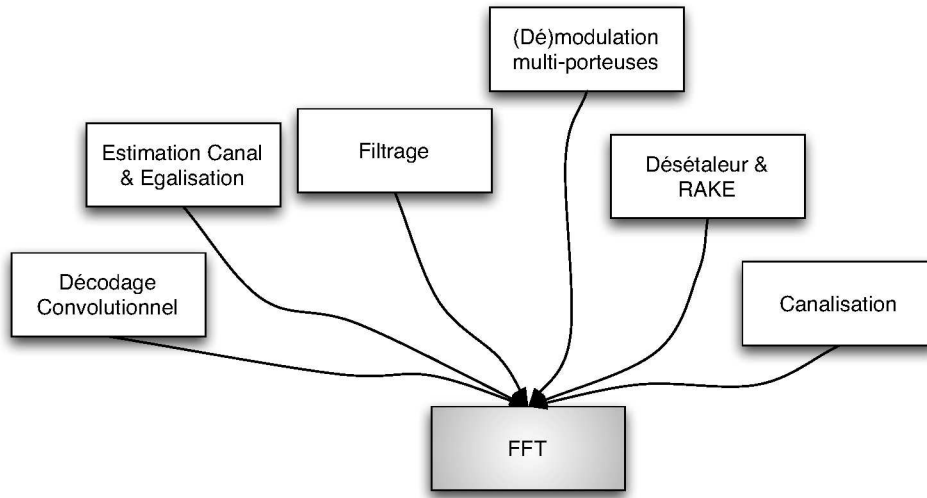 (Dé)modulation
multi-porteuses
Estimation Canal
& Egalisation
Filtrage
Désétaleur &
RAKE
Décodage
Convolutionnel
Canalisation
FFT